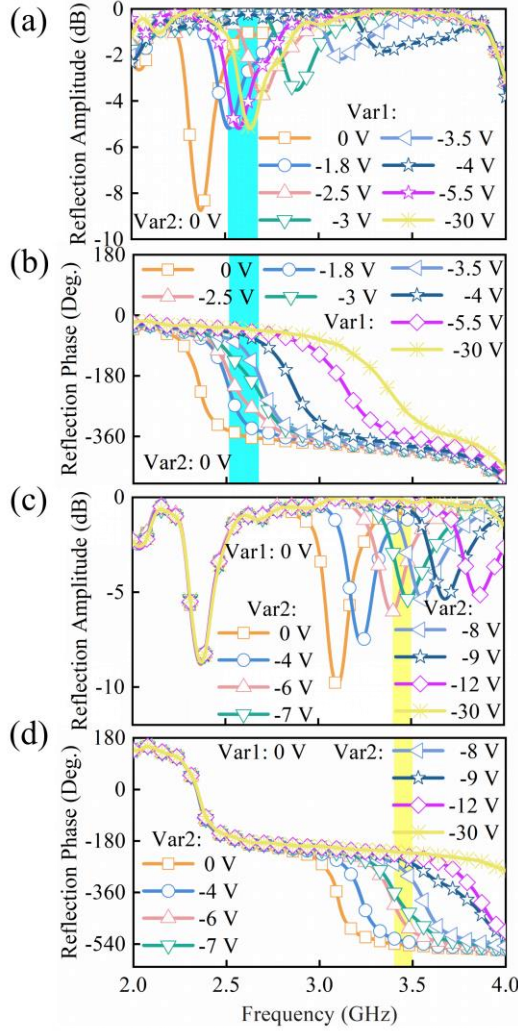 (a)
Reflection Amplitude (dB)
0
-2
-4
-6
-8
-10
Var1:
0 V
-3.5 V
-1.8 V
-4 V
-2.5 V
-5.5 V
-3 V
-30 V
Var2: 0 V
(b)
Reflection Phase (Deg.)
180
0
-180
-360
0 V
-1.8 V
-3.5 V
-2.5 V
-3 V
-4 V
Var1:
-5.5 V
-30 V
Var2: 0 V
(c)
Reflection Amplitude (dB)
0
-5
-10
Var1: 0 V
Var2:
0 V
-4 V
-6 V
-7 V
Var2:
-8 V
-9 V
-12 V
-30 V
(d)
Reflection Phase (Deg.)
180
0
-180
-360
-540
Var1: 0 V
Var2:
-8 V
-9 V
-12 V
-30 V
Var2:
0 V
-4 V
-6 V
-7 V
2.0
2.5
3.0
3.5
4.0
Frequency (GHz)